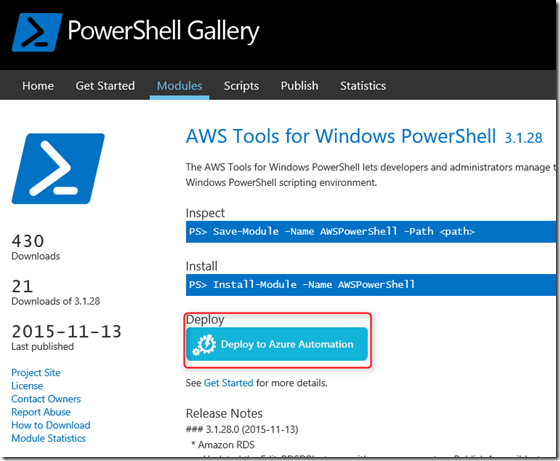 PowerShell Gallery
Home Get Started Modules Scripts Publish Statistics
AWS Tools for Windows PowerShell 3.1.28
The AWS Tools for Windows PowerShell lets developers and administrators manage t
Windows PowerShell scripting environment.
Inspect
PS> Save-Module -Name AWSPowerShell -Path <path>
Install
PS> Install-Module -Name AWSPowerShell
Deploy
Deploy to Azure Automation
See Get Started for more details.
Release Notes
### 3.1.28.0 (2015-11-13)
* Amazon RDS
430
Downloads
21
Downloads of 3.1.28
2015-11-13
Last published
Project Site
License
Contact Owners
Report Abuse
How to Download
Module Statistics